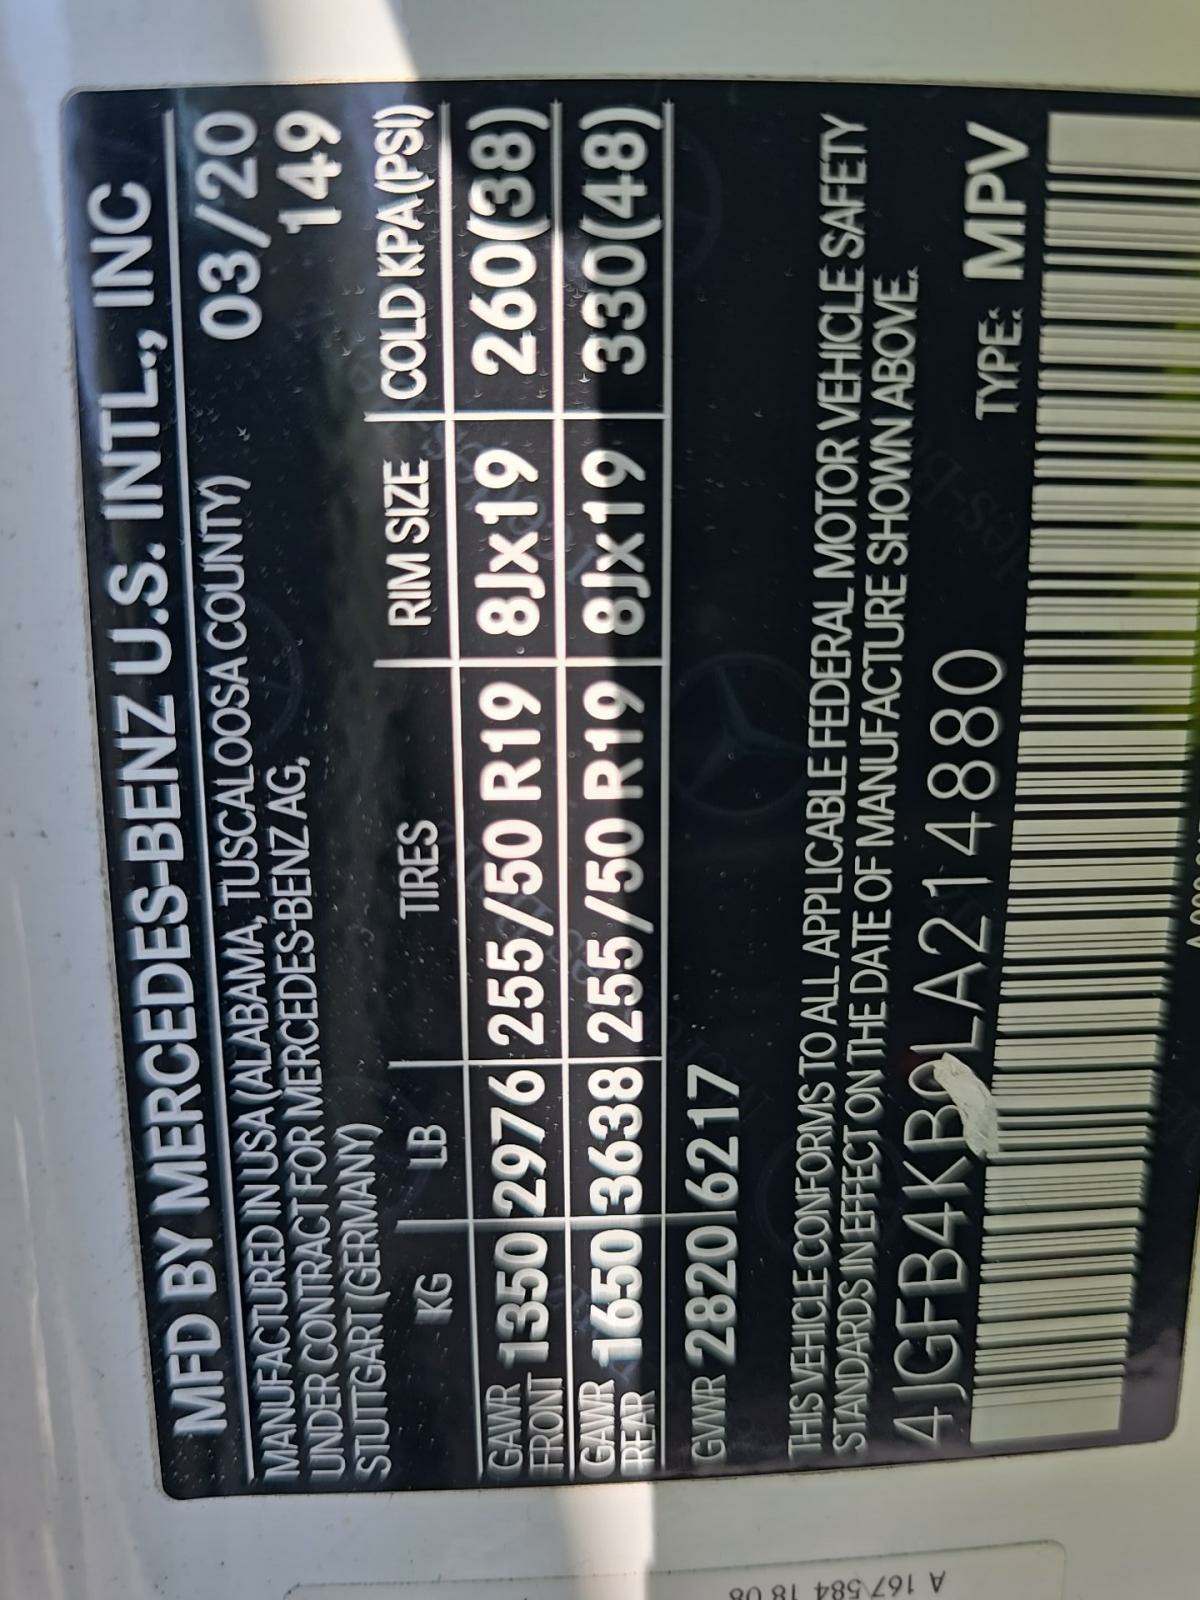 MFD BY MERCEDES-BENZ U.S. INTL., INC
MANUFACTURED IN USA (ALABAMA, TUSCALOOSA COUNTY) 03/20
UNDER CONTRACT FOR MERCEDES-BENZ AG, 149
STUTTGART (GERMANY)
KG LB TIRES RIM SIZE COLD KPA(PSI)
GAWR FRONT 1350 2976 255/50 R19 8Jx19 260(38)
GAWR REAR 1650 3638 255/50 R19 8Jx19 330(48)
GVWR 2820 6217
THIS VEHICLE CONFORMS TO ALL APPLICABLE FEDERAL MOTOR VEHICLE SAFETY
STANDARDS IN EFFECT ON THE DATE OF MANUFACTURE SHOWN ABOVE.
4JGFB4KB0LA214880 TYPE: MPV
A 167 584 18 08